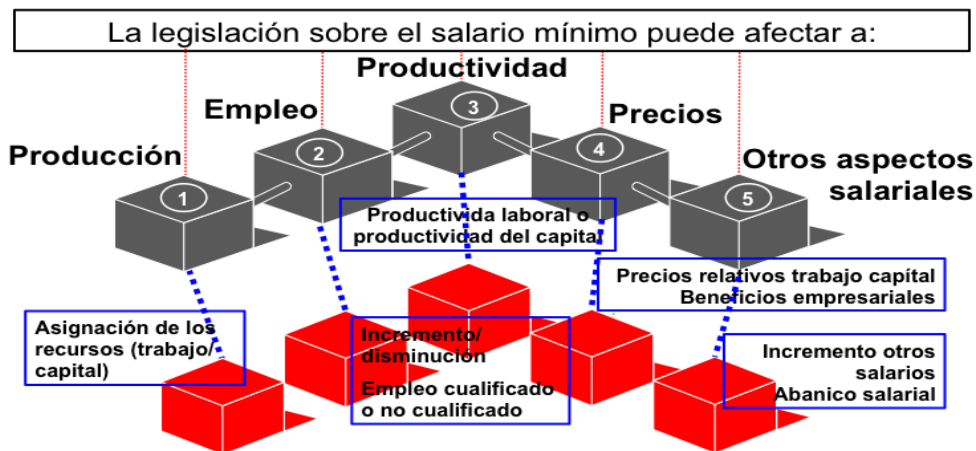 La legislación sobre el salario mínimo puede afectar a:
Productividad
Empleo
Precios
Producción
Otros aspectos
salariales
1
2
3
4
5
Productivida laboral o
productividad del capital
Precios relativos trabajo capítal
Beneficios empresariales
Asignación de los
recursos (trabajo/
capital)
Incremento/
disminución
Empleo cualificado
o no cualificado
Incremento otros
salarios
Abanico salarial